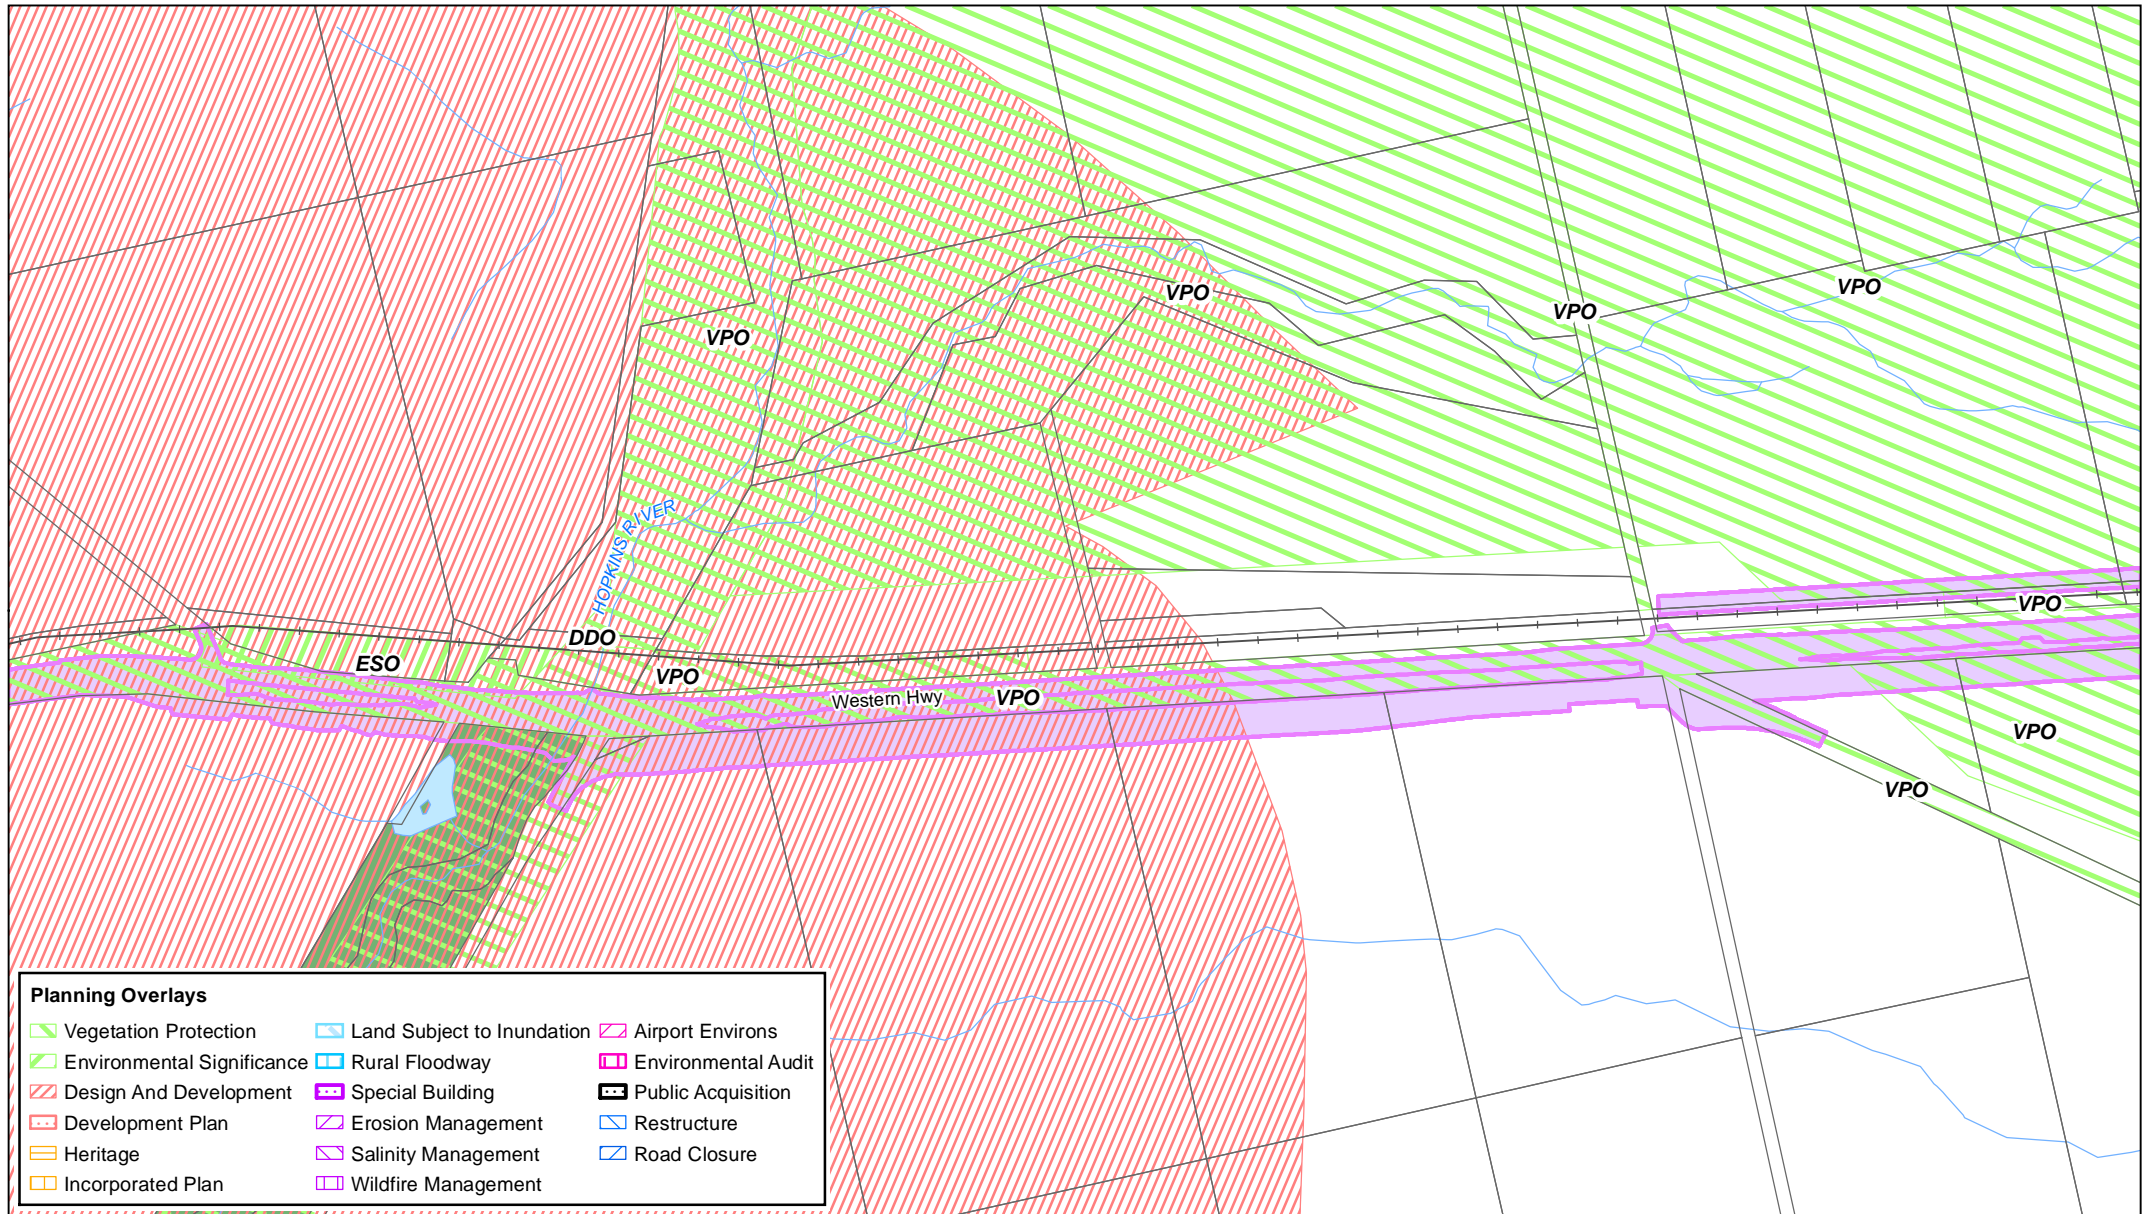 VPO
VPO
VPO
VPO
HOPKINS RIVER
VPO
DDO
ESO
VPO
Western Hwy
VPO
VPO
VPO
Planning Overlays
Vegetation Protection
Environmental Significance
Design And Development
Development Plan
Heritage
Incorporated Plan
Land Subject to Inundation
Rural Floodway
Special Building
Erosion Management
Salinity Management
Wildfire Management
Airport Environs
Environmental Audit
Public Acquisition
Restructure
Road Closure